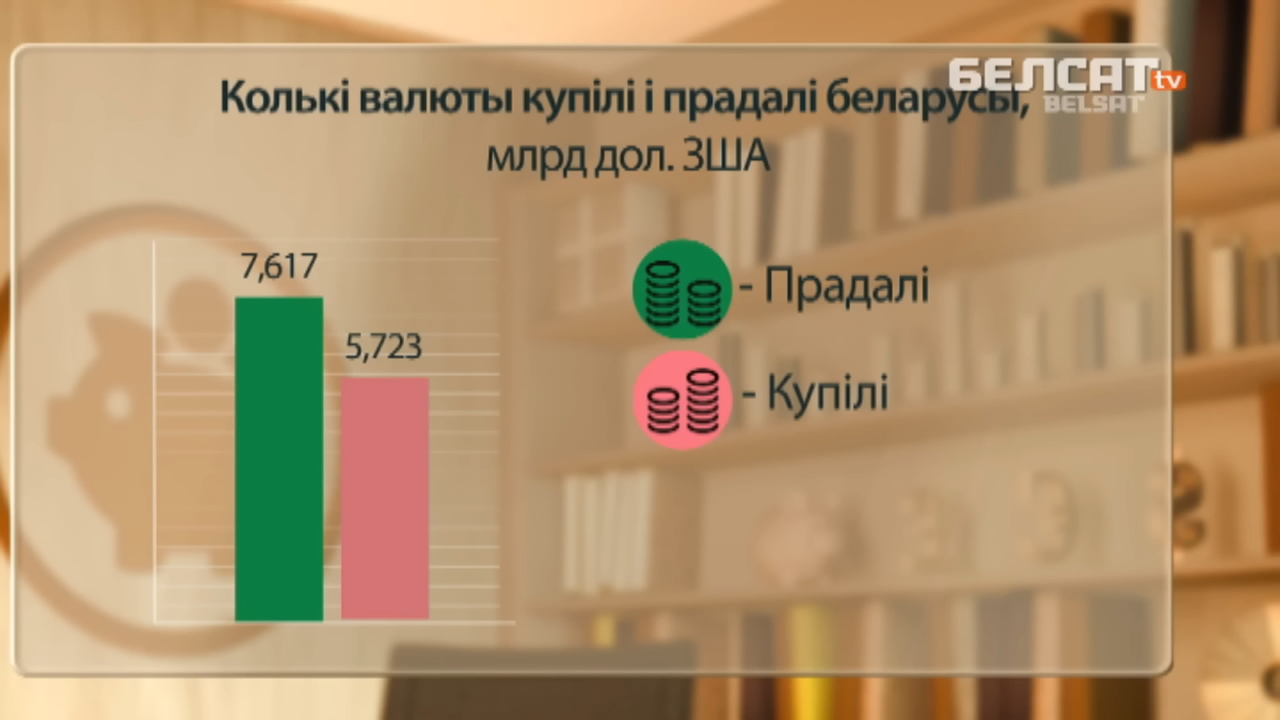 БЕЛСАТ tv
BELSAT
Колькі валюты купілі і прадалі беларусы,
млрд дол. ЗША
7,617
5,723
- Прадалі
- Купілі